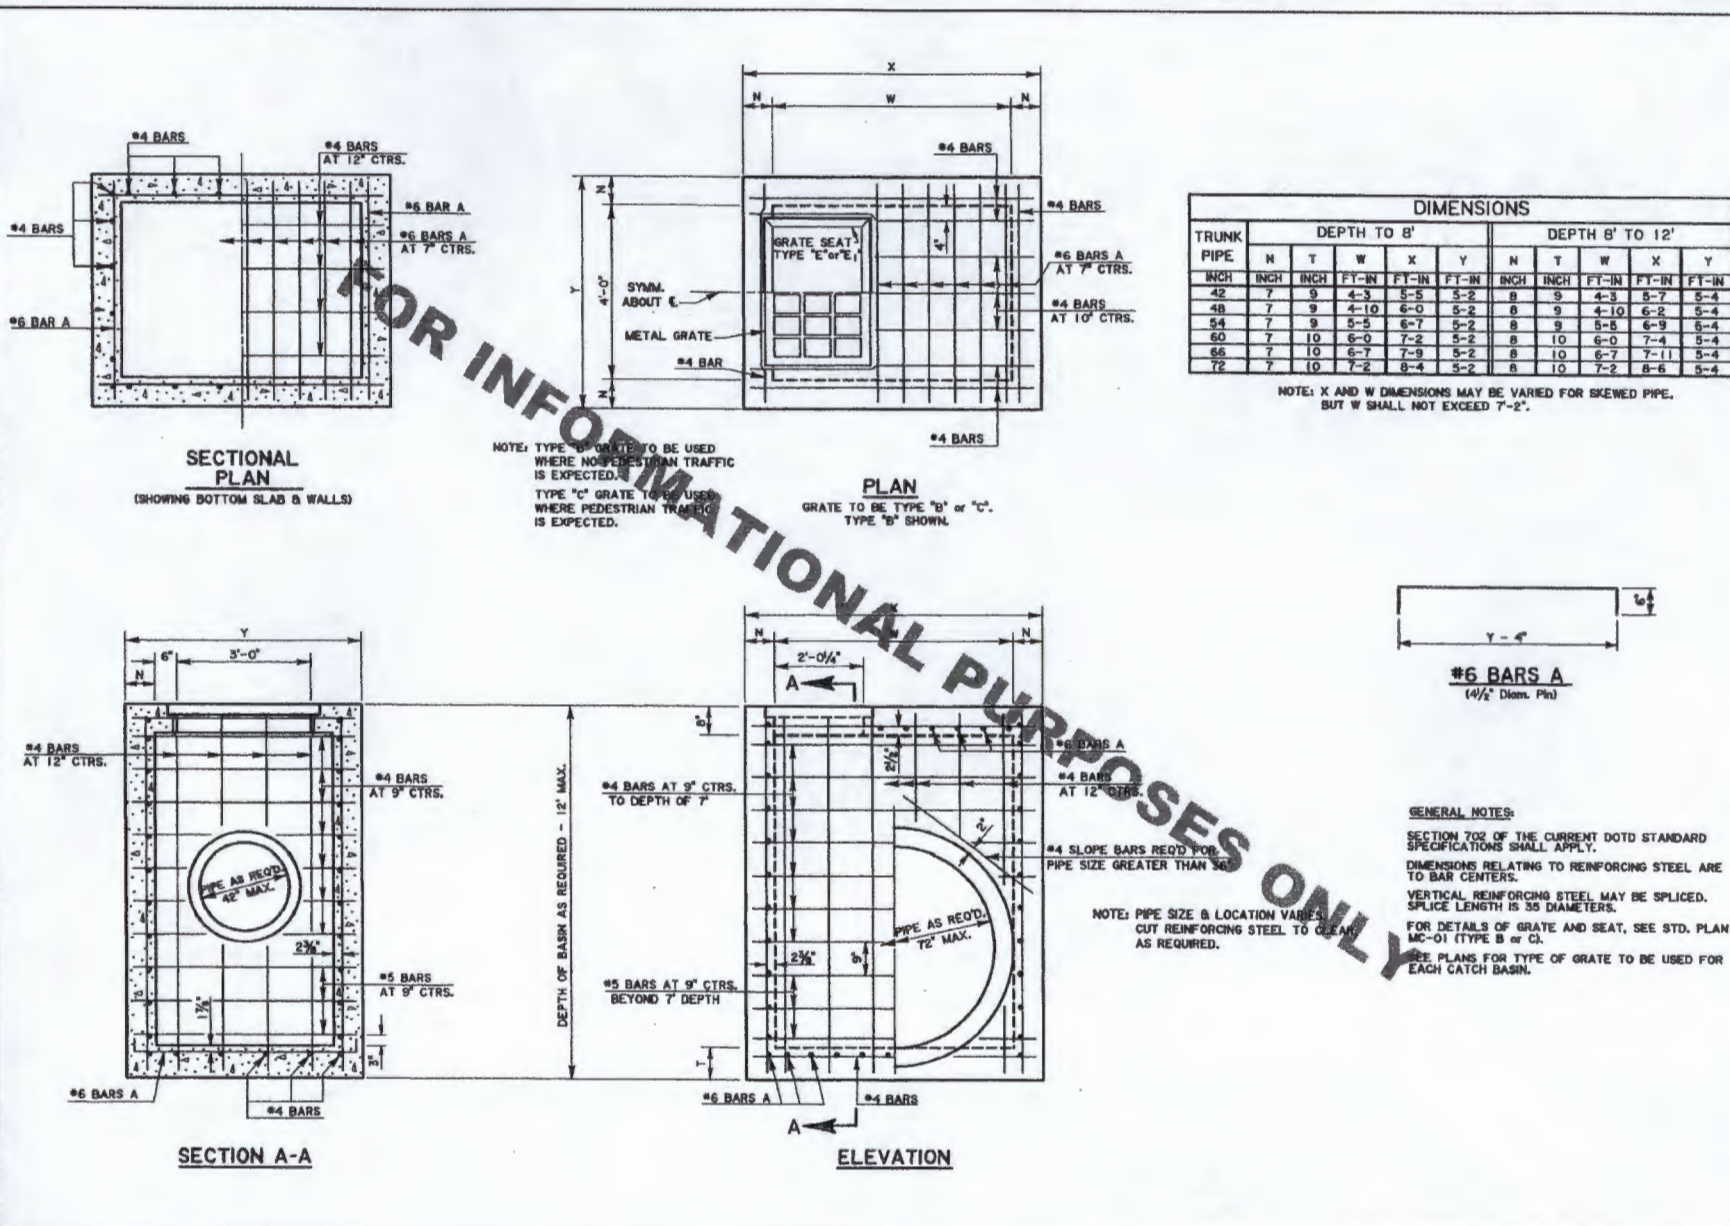 #4 BARS
#4 BARS
AT 12" CTRS.
#6 BAR A
#4 BARS
#6 BARS A
AT 7" CTRS.
#6 BAR A
SECTIONAL
PLAN
(SHOWING BOTTOM SLAB & WALLS)
X
N
W
N
#4 BARS
N
#4 BARS
4"
GRATE SEAT
TYPE "E" or "E1"
#6 BARS A
AT 7" CTRS.
Y
4'-0"
SYMM.
ABOUT ℄
#4 BARS
AT 10" CTRS.
METAL GRATE
#4 BAR
N
#4 BARS
NOTE: TYPE "B" GRATE TO BE USED
WHERE NO PEDESTRIAN TRAFFIC
IS EXPECTED.
TYPE "C" GRATE TO BE USED
WHERE PEDESTRIAN TRAFFIC
IS EXPECTED.
PLAN
GRATE TO BE TYPE "B" or "C".
TYPE "B" SHOWN.
DIMENSIONS
TRUNK PIPE DEPTH TO 8' DEPTH 8' TO 12'
N T W X Y N T W X Y
INCH INCH INCH FT-IN FT-IN FT-IN INCH INCH FT-IN FT-IN FT-IN
42 7 9 4-3 5-5 5-2 8 9 4-3 5-7 5-4
48 7 9 4-10 6-0 5-2 8 9 4-10 6-2 5-4
54 7 9 5-5 6-7 5-2 8 9 5-5 6-9 5-4
60 7 10 6-0 7-2 5-2 8 10 6-0 7-4 5-4
66 7 10 6-7 7-9 5-2 8 10 6-7 7-11 5-4
72 7 10 7-2 8-4 5-2 8 10 7-2 8-6 5-4
NOTE: X AND W DIMENSIONS MAY BE VARIED FOR SKEWED PIPE.
BUT W SHALL NOT EXCEED 7'-2".
FOR INFORMATIONAL PURPOSES ONLY
Y
6" 3'-0"
N
#4 BARS
AT 12" CTRS.
#4 BARS
AT 9" CTRS.
PIPE AS REQ'D.
42" MAX.
2⅜"
#5 BARS
AT 9" CTRS.
1⅞"
3"
#6 BARS A
#4 BARS
SECTION A-A
DEPTH OF BASIN AS REQUIRED - 12' MAX.
X
N
W
N
2'-0¼"
A
8"
#6 BARS A
2½"
#4 BARS AT 9" CTRS.
TO DEPTH OF 7'
#4 BARS
AT 12" CTRS.
2"
#4 SLOPE BARS REQ'D FOR
PIPE SIZE GREATER THAN 36"
NOTE: PIPE SIZE & LOCATION VARIES,
CUT REINFORCING STEEL TO CLEAR
AS REQUIRED.
PIPE AS REQ'D.
72" MAX.
2⅜"
9"
#5 BARS AT 9" CTRS.
BEYOND 7' DEPTH
T
#6 BARS A
#4 BARS
A
ELEVATION
Y - 4"
#6 BARS A
(4½" Diam. Pin)
GENERAL NOTES:
SECTION 702 OF THE CURRENT DOTD STANDARD
SPECIFICATIONS SHALL APPLY.
DIMENSIONS RELATING TO REINFORCING STEEL ARE
TO BAR CENTERS.
VERTICAL REINFORCING STEEL MAY BE SPLICED.
SPLICE LENGTH IS 35 DIAMETERS.
FOR DETAILS OF GRATE AND SEAT, SEE STD. PLAN
MC-01 (TYPE B or C).
SEE PLANS FOR TYPE OF GRATE TO BE USED FOR
EACH CATCH BASIN.